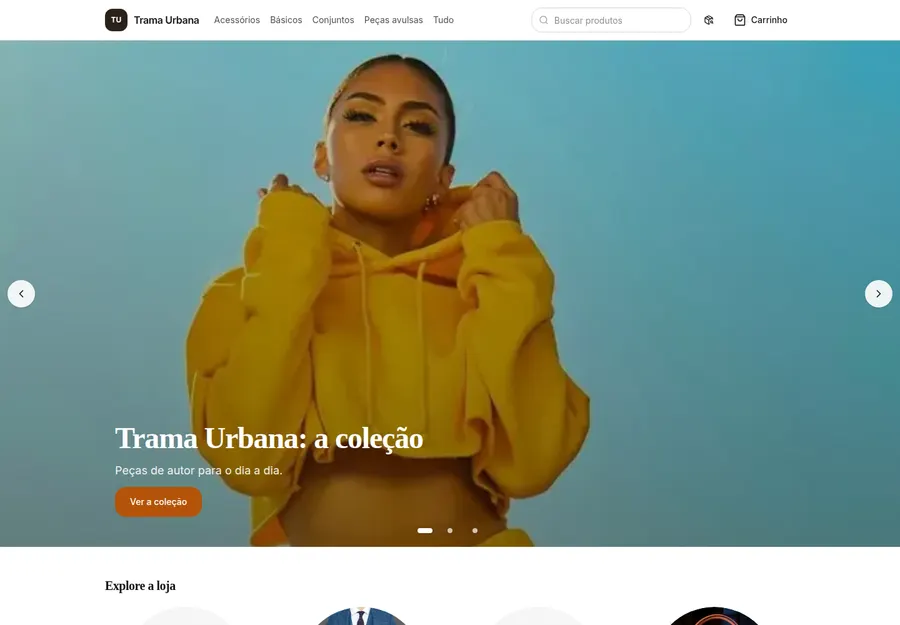 TU
Trama Urbana
Acessórios
Básicos
Conjuntos
Peças avulsas
Tudo
Buscar produtos
Carrinho
Trama Urbana: a coleção
Peças de autor para o dia a dia.
Ver a coleção
Explore a loja